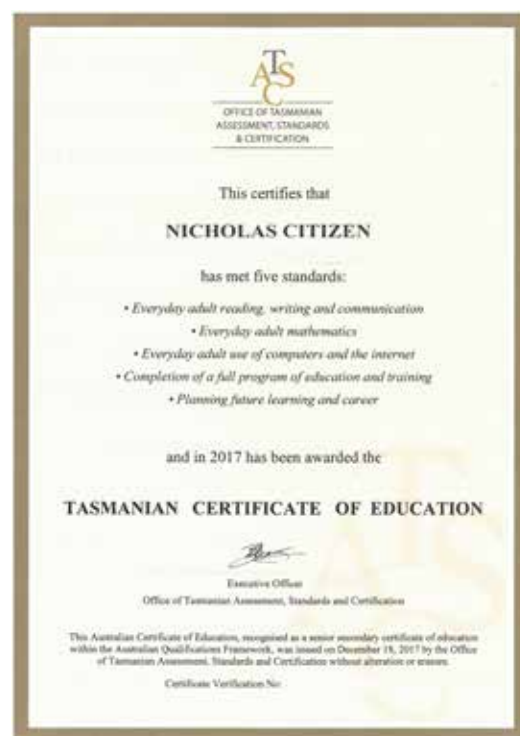 TASC
OFFICE OF TASMANIAN
ASSESSMENT, STANDARDS
& CERTIFICATION
This certifies that
NICHOLAS CITIZEN
has met five standards:
• Everyday adult reading, writing and communication
• Everyday adult mathematics
• Everyday adult use of computers and the internet
• Completion of a full program of education and training
• Planning future learning and career
and in 2017 has been awarded the
TASMANIAN CERTIFICATE OF EDUCATION
Executive Officer
Office of Tasmanian Assessment, Standards and Certification
This Australian Certificate of Education, recognised as a senior secondary certificate of education
within the Australian Qualifications Framework, was issued on December 18, 2017 by the Office
of Tasmanian Assessment, Standards and Certification without alteration or erasure.
Certificate Verification No: